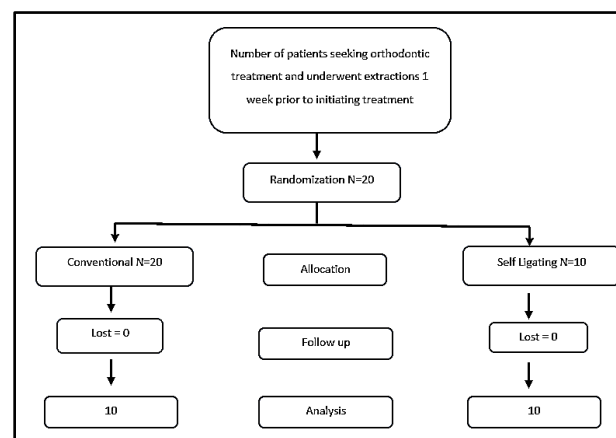 Number of patients seeking orthodontic
treatment and underwent extractions 1
week prior to initiating treatment
Randomization N=20
Conventional N=20
Allocation
Self Ligating N=10
Lost = 0
Follow up
Lost = 0
10
Analysis
10